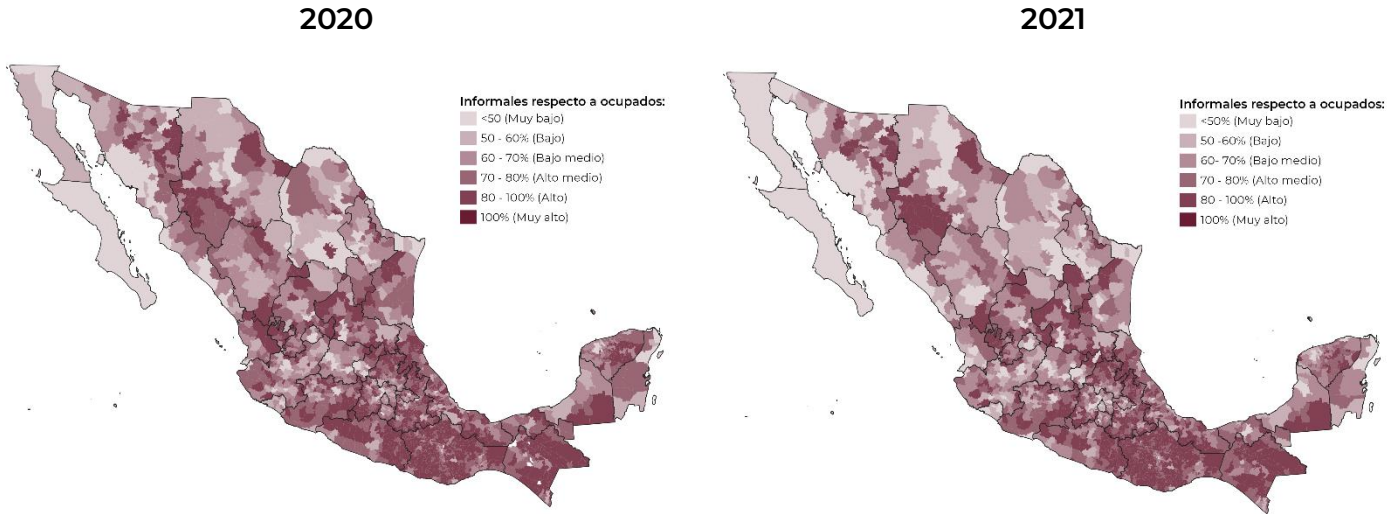 2020
Informales respecto a ocupados:
<50 (Muy bajo)
50 - 60% (Bajo)
60 - 70% (Bajo medio)
70 - 80% (Alto medio)
80 - 100% (Alto)
100% (Muy alto)
2021
Informales respecto a ocupados:
<50% (Muy bajo)
50 -60% (Bajo)
60- 70% (Bajo medio)
70 - 80% (Alto medio)
80 - 100% (Alto)
100% (Muy alto)